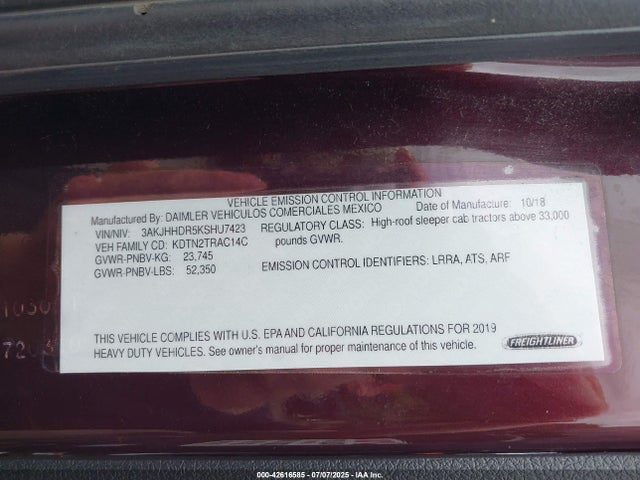 VEHICLE EMISSION CONTROL INFORMATION
Manufactured By: DAIMLER VEHICULOS COMERCIALES MEXICO Date of Manufacture: 10/18
VIN/NIV: 3AKJHHDR5KSHU7423 REGULATORY CLASS: High-roof sleeper cab tractors above 33,000
VEH FAMILY CD: KDTN2TRAC14C pounds GVWR.
GVWR-PNBV-KG: 23,745
GVWR-PNBV-LBS: 52,350 EMISSION CONTROL IDENTIFIERS: LRRA, ATS, ARF
THIS VEHICLE COMPLIES WITH U.S. EPA AND CALIFORNIA REGULATIONS FOR 2019
HEAVY DUTY VEHICLES. See owner's manual for proper maintenance of this vehicle.
FREIGHTLINER
000-42616585 - 07/07/2025 - IAAI.COM